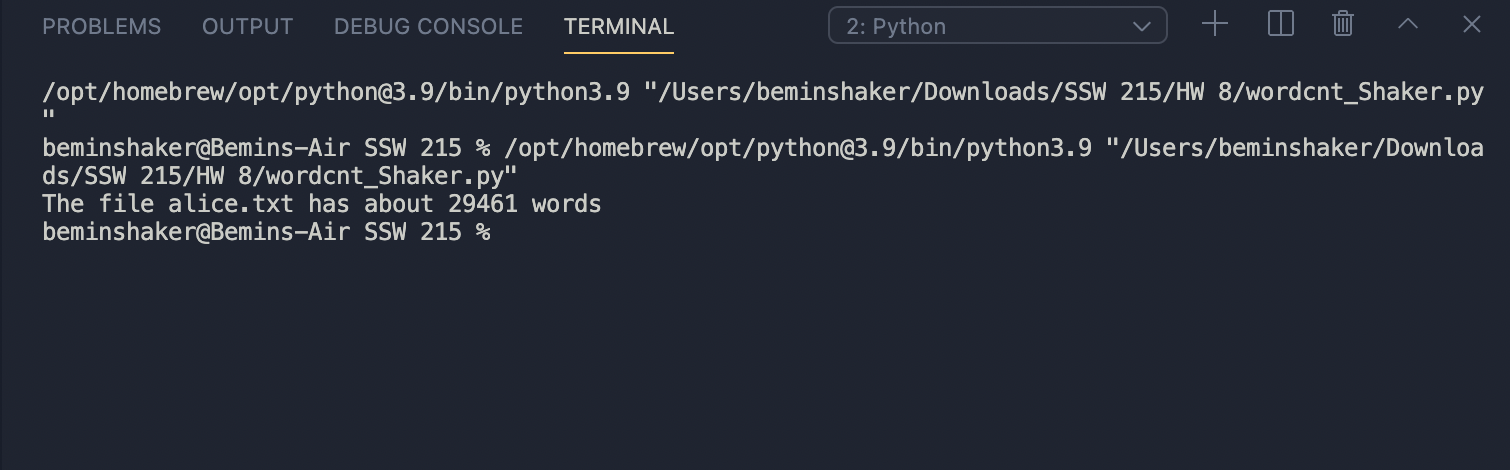 PROBLEMS OUTPUT DEBUG CONSOLE TERMINAL 2: Python
/opt/homebrew/opt/python@3.9/bin/python3.9 "/Users/beminshaker/Downloads/SSW 215/HW 8/wordcnt_Shaker.py
"
beminshaker@Bemins-Air SSW 215 % /opt/homebrew/opt/python@3.9/bin/python3.9 "/Users/beminshaker/Downloa
ds/SSW 215/HW 8/wordcnt_Shaker.py"
The file alice.txt has about 29461 words
beminshaker@Bemins-Air SSW 215 %